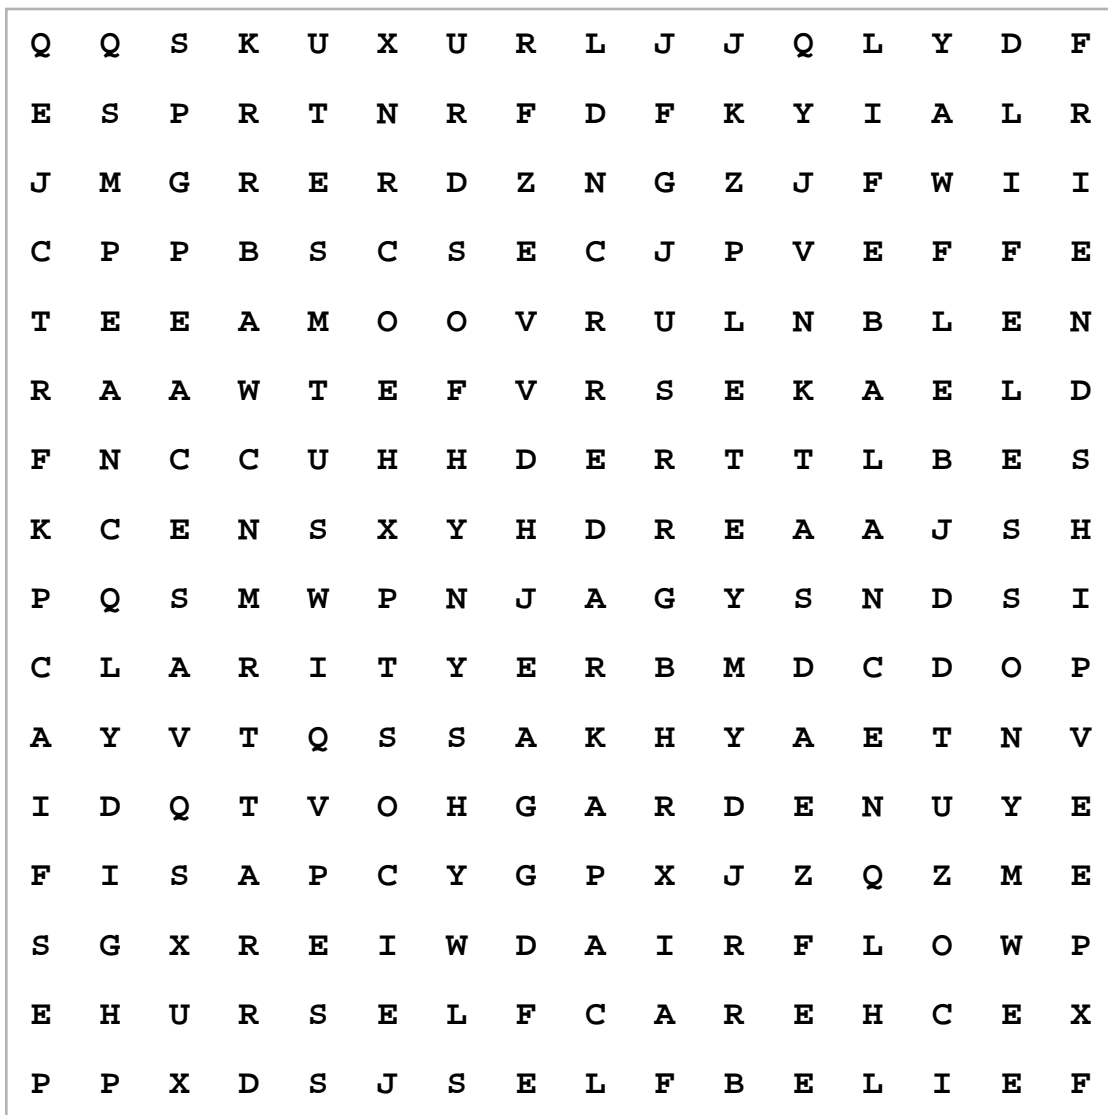 Q Q S K U X U R L J J Q L Y D F
E S P R T N R F D F K Y I A L R
J M G R E R D Z N G Z J F W I I
C P P B S C S E C J P V E F F E
T E E A M O O V R U L N B L E N
R A A W T E F V R S E K A E L D
F N C C U H H D E R T T L B E S
K C E N S X Y H D R E A A J S H
P Q S M W P N J A G Y S N D S I
C L A R I T Y E R B M D C D O P
A Y V T Q S S A K H Y A E T N V
I D Q T V O H G A R D E N U Y E
F I S A P C Y G P X J Z Q Z M E
S G X R E I W D A I R F L O W P
E H U R S E L F C A R E H C E X
P P X D S J S E L F B E L I E F